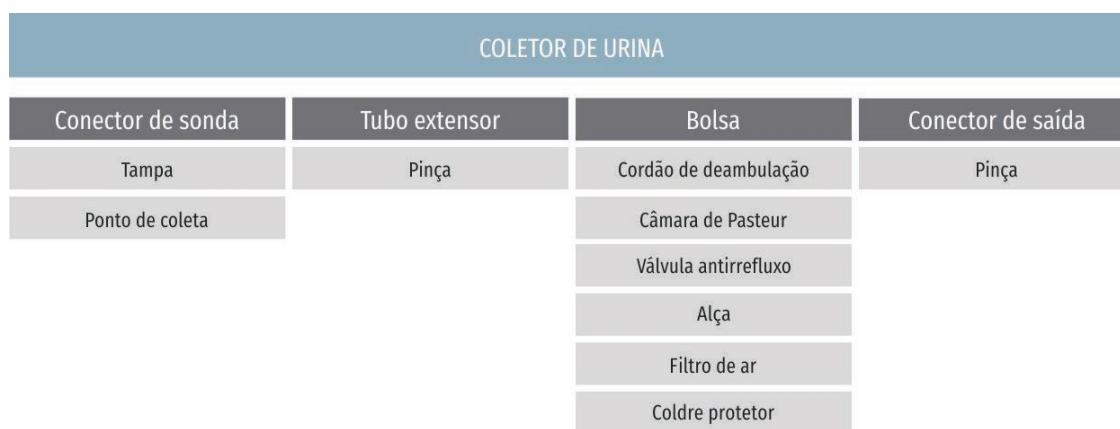 COLETOR DE URINA
Conector de sonda
Tampa
Ponto de coleta
Tubo extensor
Pinça
Bolsa
Cordão de deambulação
Câmara de Pasteur
Válvula antirrefluxo
Alça
Filtro de ar
Coldre protetor
Conector de saída
Pinça